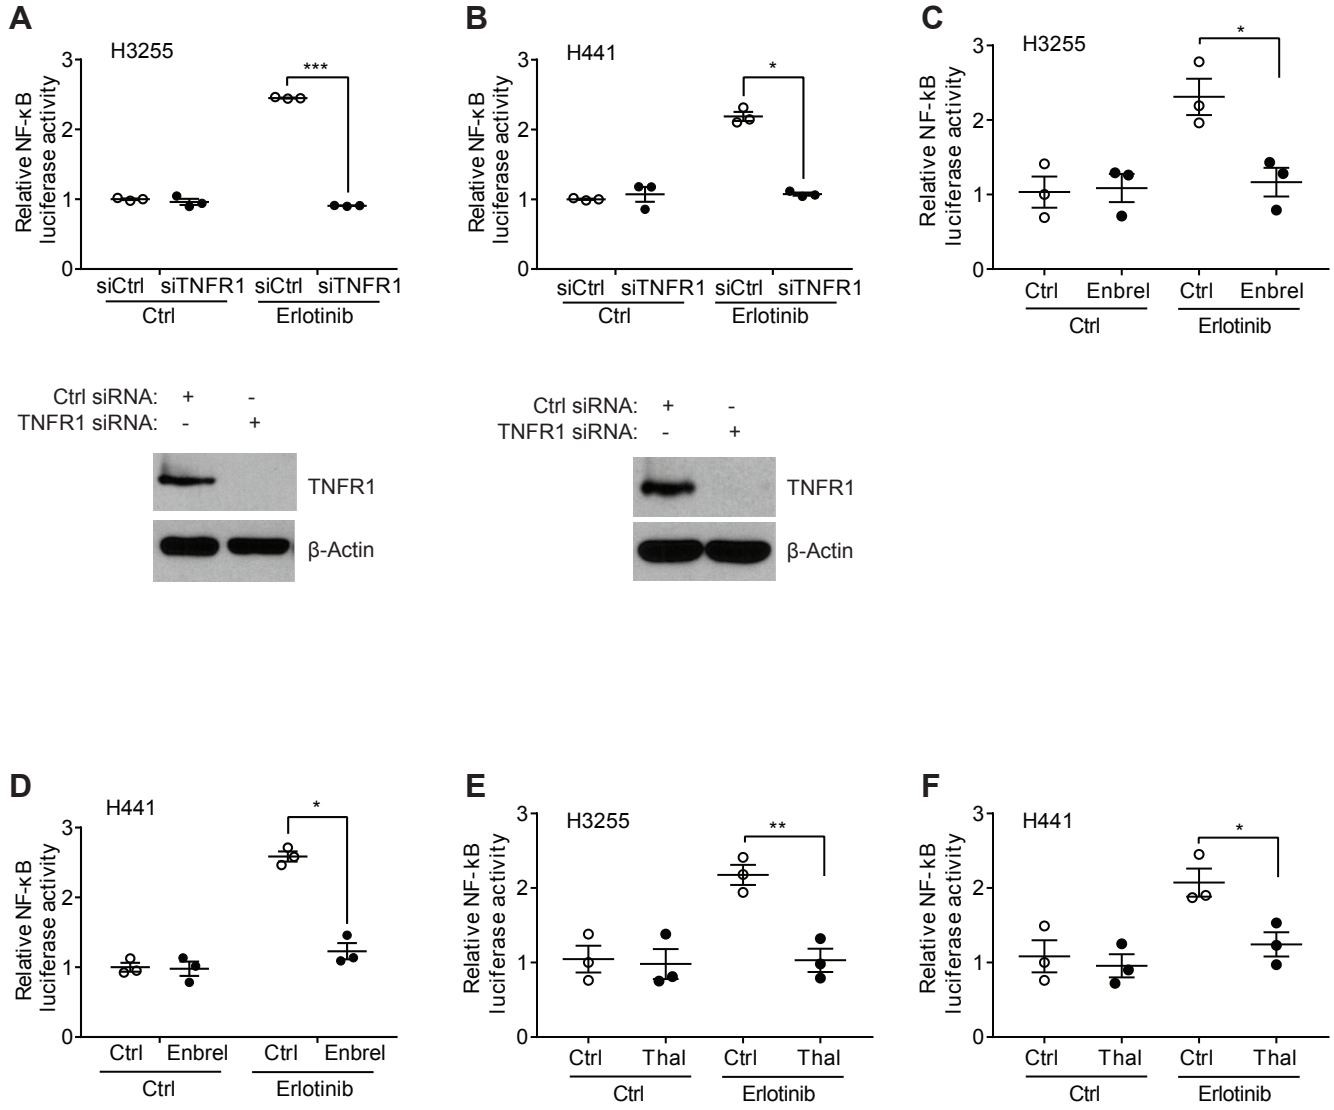 A
H3255
***
3
2
1
0
Relative NF-κB
luciferase activity
siCtrl siTNFR1 siCtrl siTNFR1
Ctrl Erlotinib
Ctrl siRNA: + -
TNFR1 siRNA: - +
TNFR1
β-Actin
B
H441
*
3
2
1
0
Relative NF-κB
luciferase activity
siCtrl siTNFR1 siCtrl siTNFR1
Ctrl Erlotinib
Ctrl siRNA: + -
TNFR1 siRNA: - +
TNFR1
β-Actin
C
H3255
*
3
2
1
0
Relative NF-κB
luciferase activity
Ctrl Enbrel Ctrl Enbrel
Ctrl Erlotinib
D
H441
*
3
2
1
0
Relative NF-κB
luciferase activity
Ctrl Enbrel Ctrl Enbrel
Ctrl Erlotinib
E
H3255
**
3
2
1
0
Relative NF-κB
luciferase activity
Ctrl Thal Ctrl Thal
Ctrl Erlotinib
F
H441
*
3
2
1
0
Relative NF-κB
luciferase activity
Ctrl Thal Ctrl Thal
Ctrl Erlotinib